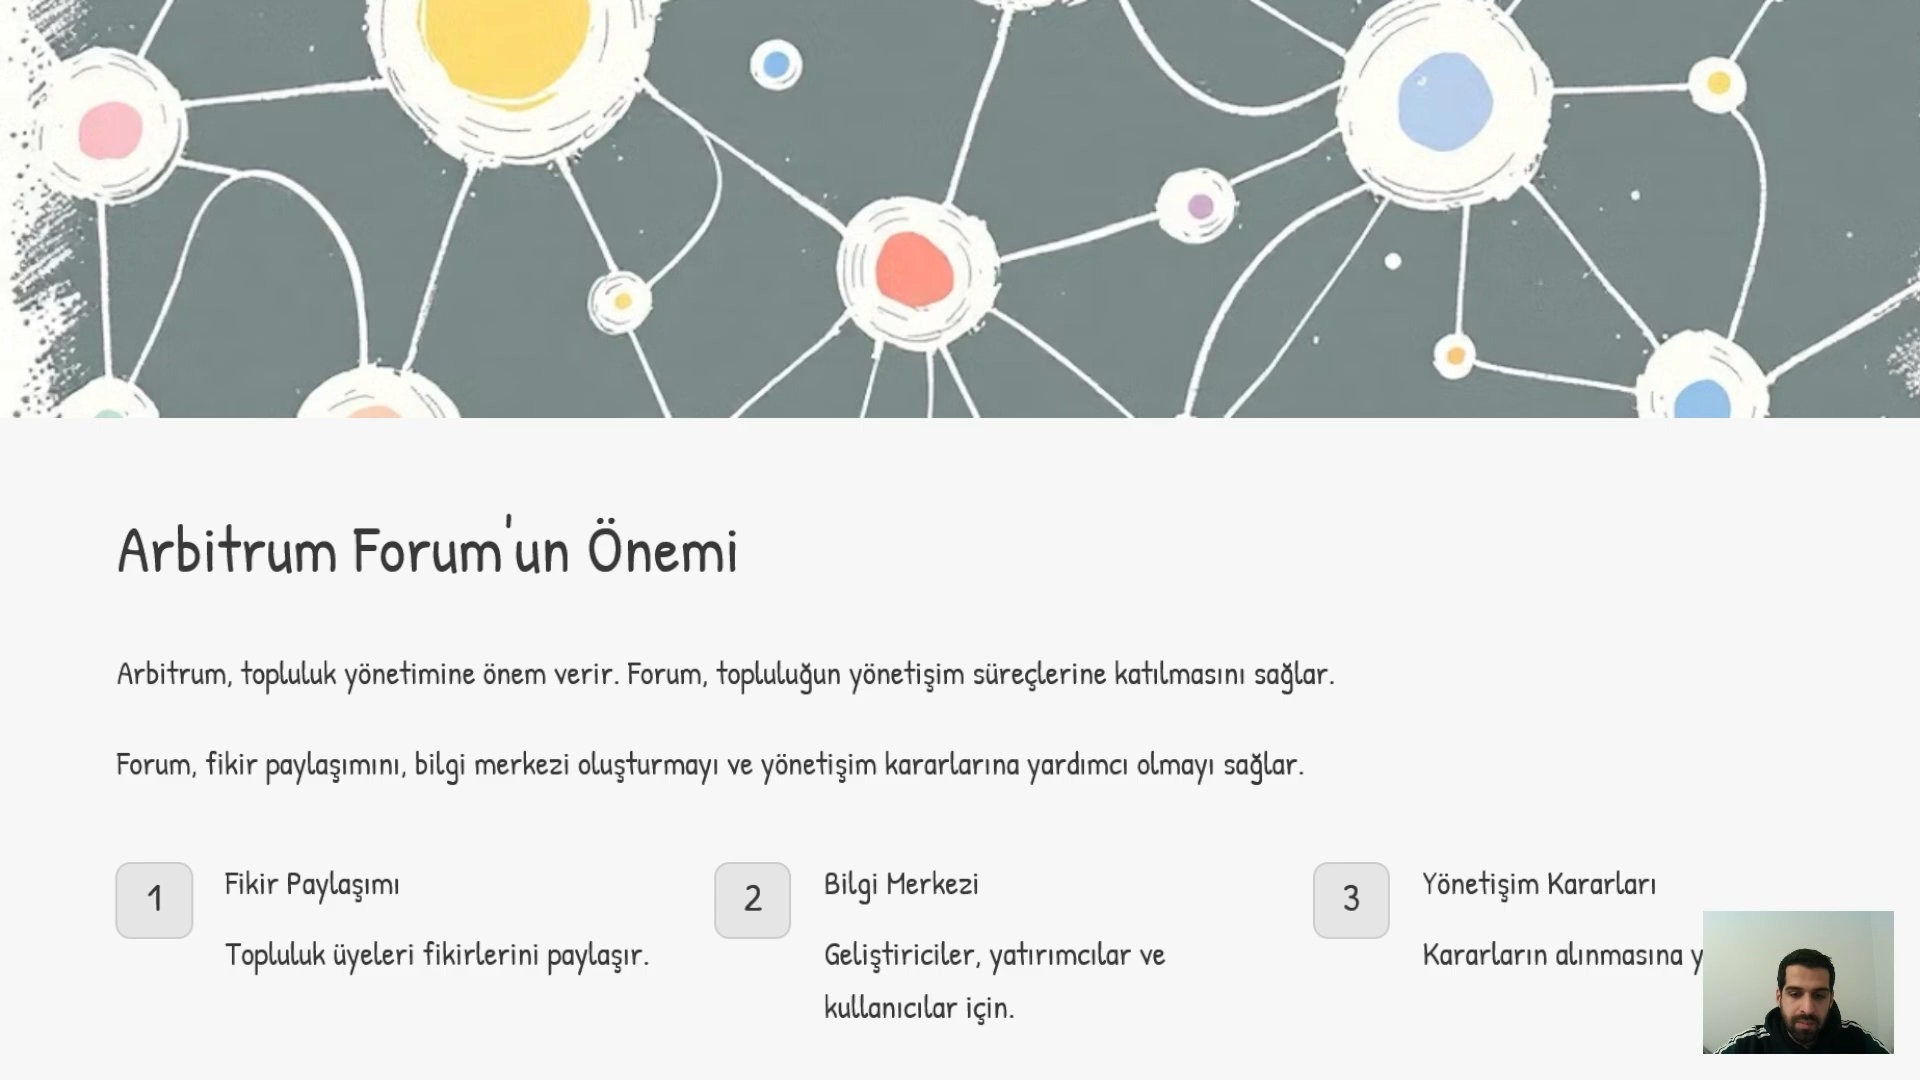 Arbitrum Forum'un Önemi
Arbitrum, topluluk yönetimine önem verir. Forum, topluluğun yönetişim süreçlerine katılmasını sağlar.
Forum, fikir paylaşımını, bilgi merkezi oluşturmayı ve yönetişim kararlarına yardımcı olmayı sağlar.
1
Fikir Paylaşımı
Topluluk üyeleri fikirlerini paylaşır.
2
Bilgi Merkezi
Geliştiriciler, yatırımcılar ve
kullanıcılar için.
3
Yönetişim Kararları
Kararların alınmasına